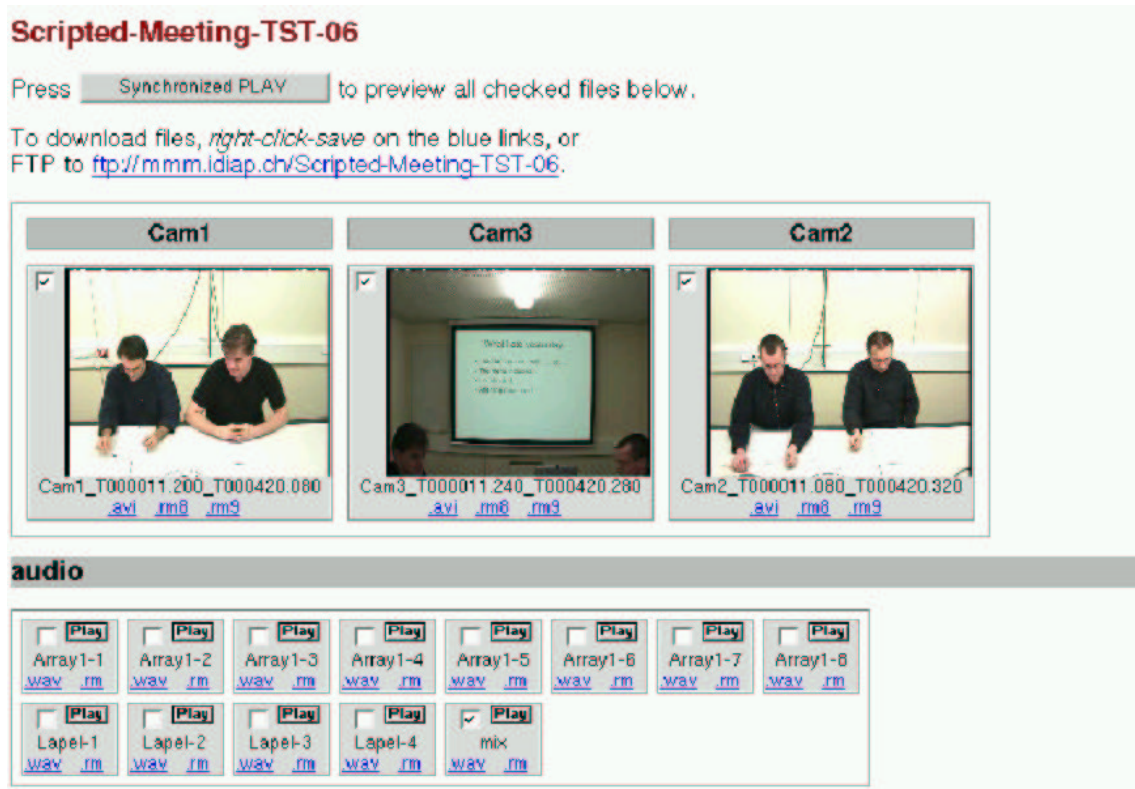 Scripted-Meeting-TST-06
Press Synchronized PLAY to preview all checked files below.
To download files, right-click-save on the blue links, or
FTP to ftp://mmm.idiap.ch/Scripted-Meeting-TST-06.
Cam1 Cam3 Cam2
Cam1_T000011.200_T000420.080 Cam3_T000011.240_T000420.280 Cam2_T000011.080_T000420.320
.avi .rm8 .rm9 .avi .rm8 .rm9 .avi .rm8 .rm9
audio
Play Play Play Play Play Play Play Play
Array1-1 Array1-2 Array1-3 Array1-4 Array1-5 Array1-6 Array1-7 Array1-8
.wav .rm .wav .rm .wav .rm .wav .rm .wav .rm .wav .rm .wav .rm .wav .rm
Play Play Play Play Play
Lapel-1 Lapel-2 Lapel-3 Lapel-4 mix
.wav .rm .wav .rm .wav .rm .wav .rm .wav .rm